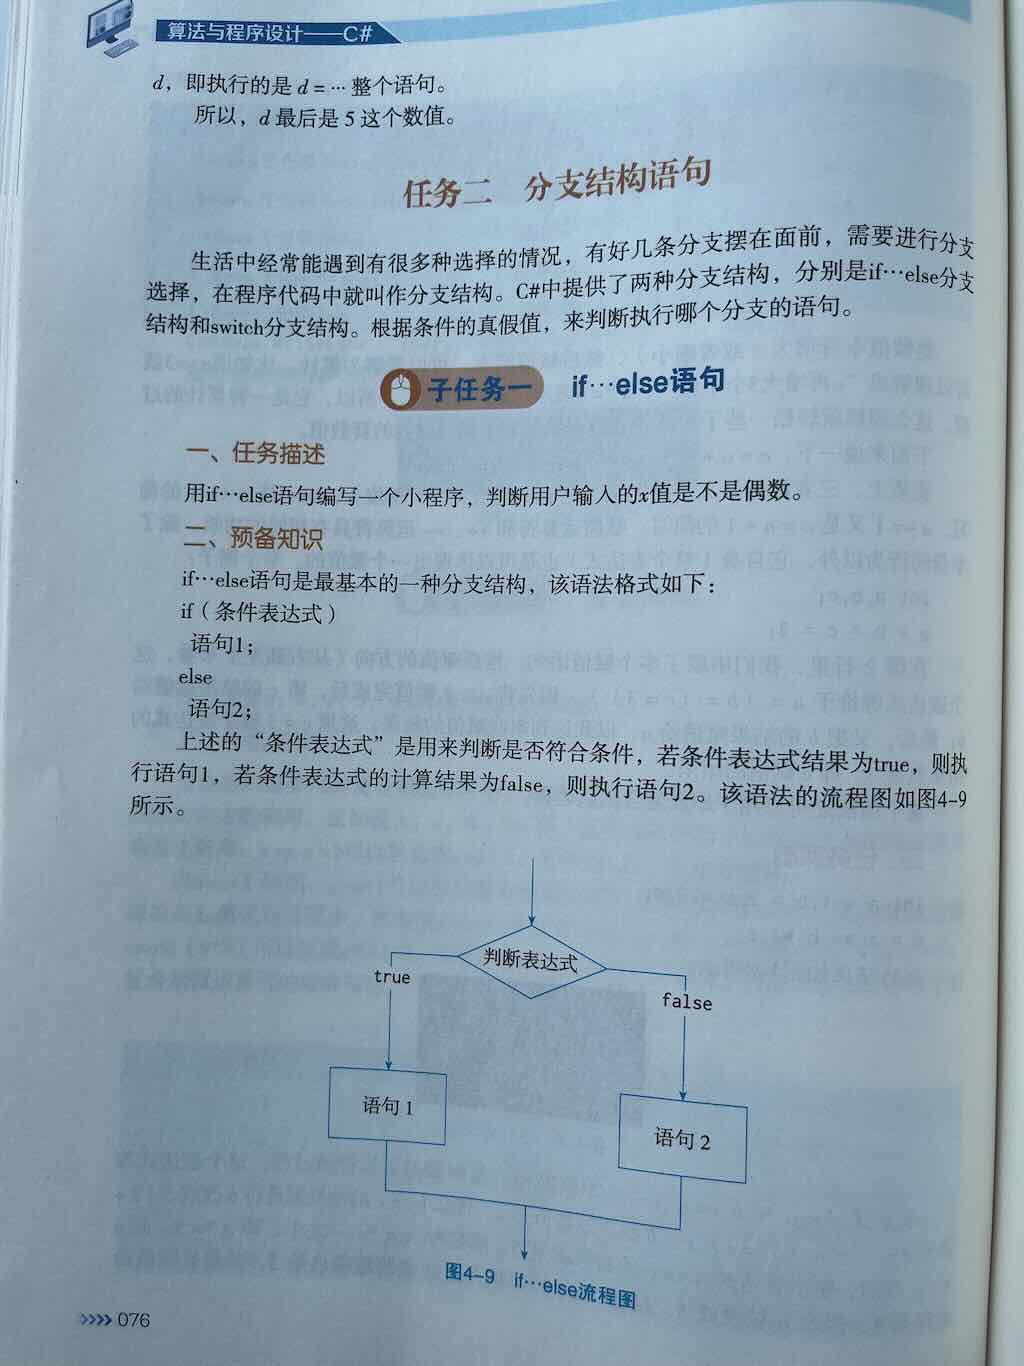 算法与程序设计——C#
d，即执行的是 d = … 整个语句。
所以，d 最后是 5 这个数值。
任务二 分支结构语句
生活中经常能遇到有很多种选择的情况，有好几条分支摆在面前，需要进行分支
选择，在程序代码中就叫作分支结构。C#中提供了两种分支结构，分别是if…else分支
结构和switch分支结构。根据条件的真假值，来判断执行哪个分支的语句。
子任务一 if…else语句
一、任务描述
用if…else语句编写一个小程序，判断用户输入的x值是不是偶数。
二、预备知识
if…else语句是最基本的一种分支结构，该语法格式如下：
if（条件表达式）
语句1；
else
语句2；
上述的“条件表达式”是用来判断是否符合条件，若条件表达式结果为true，则执
行语句1，若条件表达式的计算结果为false，则执行语句2。该语法的流程图如图4-9
所示。
判断表达式
true
false
语句 1
语句 2
图4-9 if…else流程图
>>>> 076